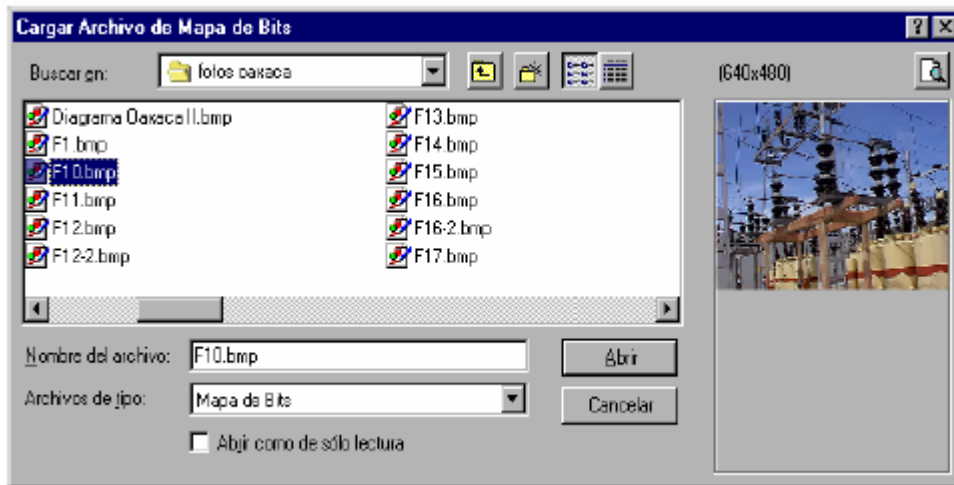 Cargar Archivo de Mapa de Bits
Buscar en: fotos oaxaca (640x480)
Diagrama Oaxaca II.bmp
F1.bmp
F10.bmp
F11.bmp
F12.bmp
F12-2.bmp
F13.bmp
F14.bmp
F15.bmp
F16.bmp
F16-2.bmp
F17.bmp
Nombre del archivo: F10.bmp
Abrir
Archivos de tipo: Mapa de Bits
Cancelar
Abrir como de sólo lectura